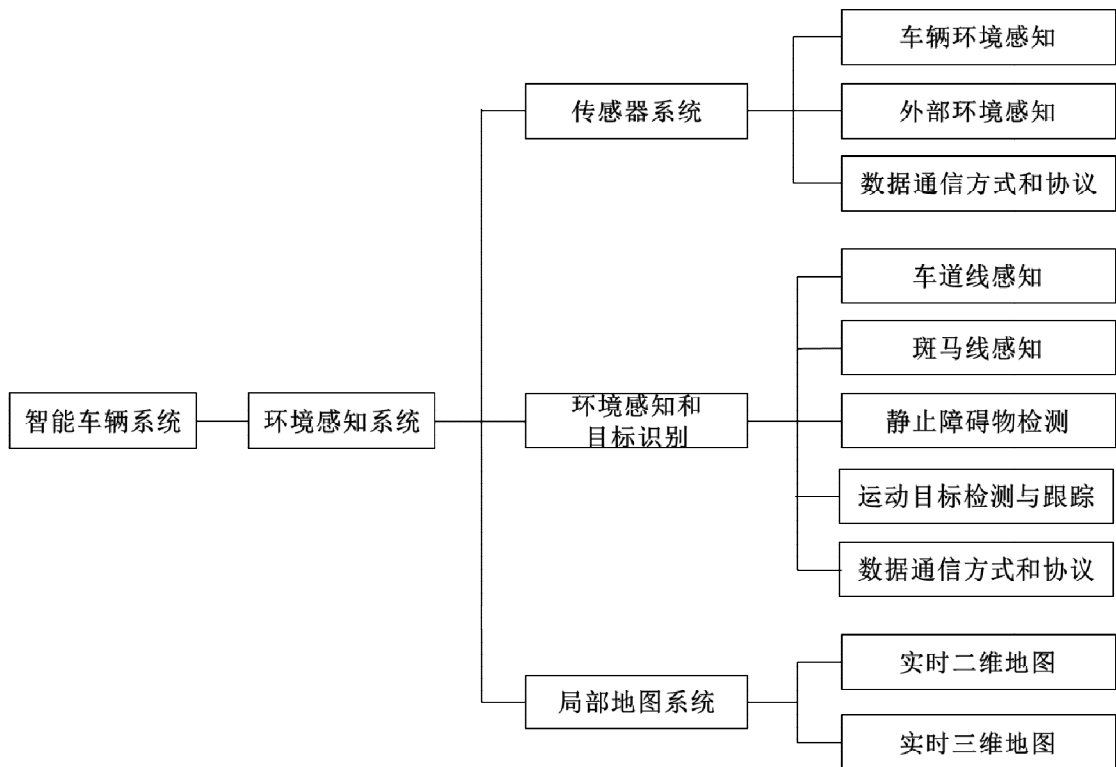 车辆环境感知
传感器系统
外部环境感知
数据通信方式和协议
车道线感知
斑马线感知
智能车辆系统
环境感知系统
环境感知和
目标识别
静止障碍物检测
运动目标检测与跟踪
数据通信方式和协议
实时二维地图
局部地图系统
实时三维地图